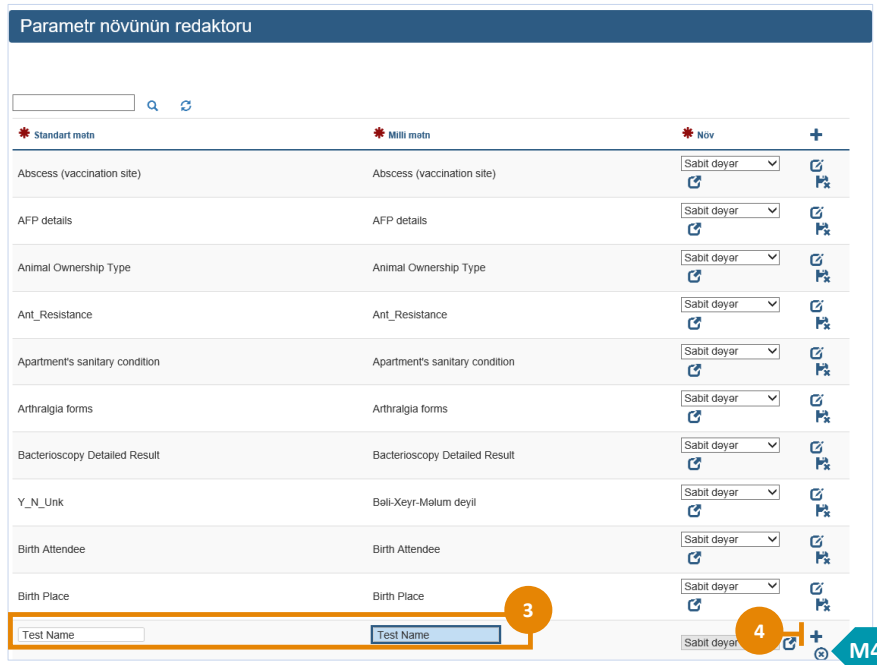 Parametr növünün redaktoru
Standart mətn Milli mətn Növ
Abscess (vaccination site) Abscess (vaccination site) Sabit dəyər
AFP details AFP details Sabit dəyər
Animal Ownership Type Animal Ownership Type Sabit dəyər
Ant_Resistance Ant_Resistance Sabit dəyər
Apartment's sanitary condition Apartment's sanitary condition Sabit dəyər
Arthralgia forms Arthralgia forms Sabit dəyər
Bacterioscopy Detailed Result Bacterioscopy Detailed Result Sabit dəyər
Y_N_Unk Bəli-Xeyr-Məlum deyil Sabit dəyər
Birth Attendee Birth Attendee Sabit dəyər
Birth Place Birth Place Sabit dəyər
3
4
Test Name Test Name Sabit dəyər
M4